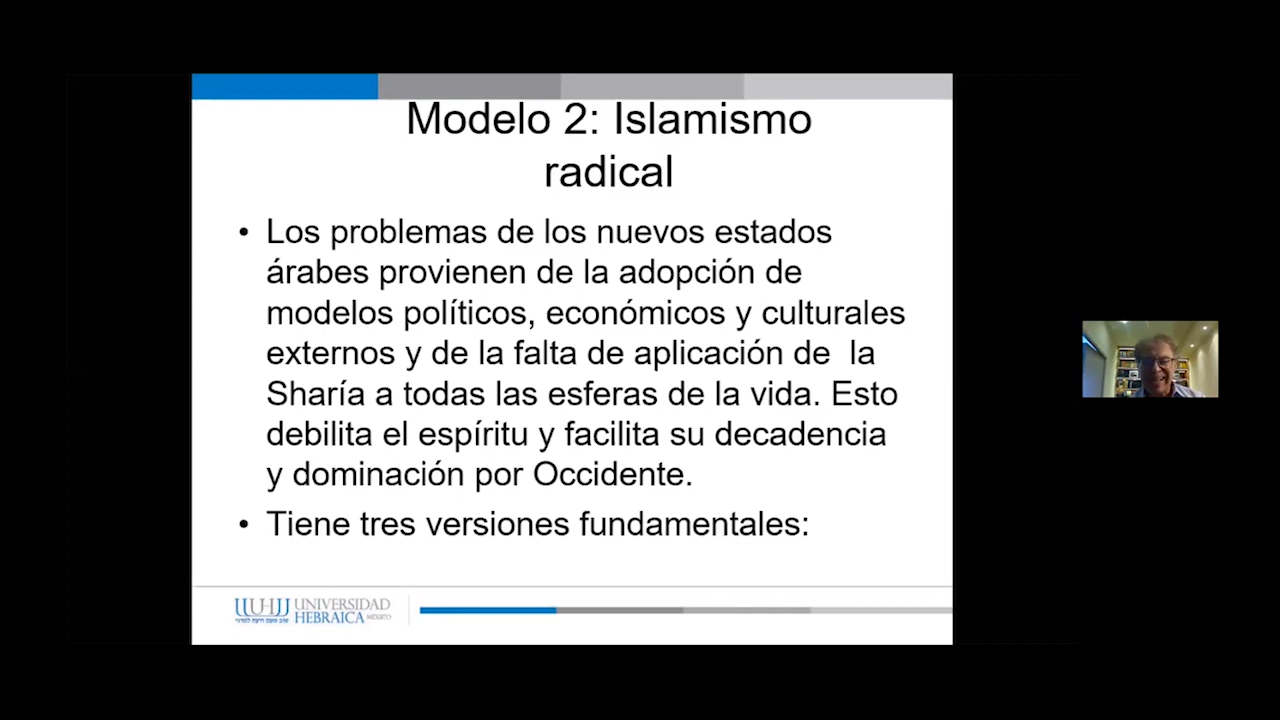 Modelo 2: Islamismo
radical
• Los problemas de los nuevos estados
árabes provienen de la adopción de
modelos políticos, económicos y culturales
externos y de la falta de aplicación de  la
Sharía a todas las esferas de la vida. Esto
debilita el espíritu y facilita su decadencia
y dominación por Occidente.
• Tiene tres versiones fundamentales:
UNIVERSIDAD
HEBRAICA MÉXICO